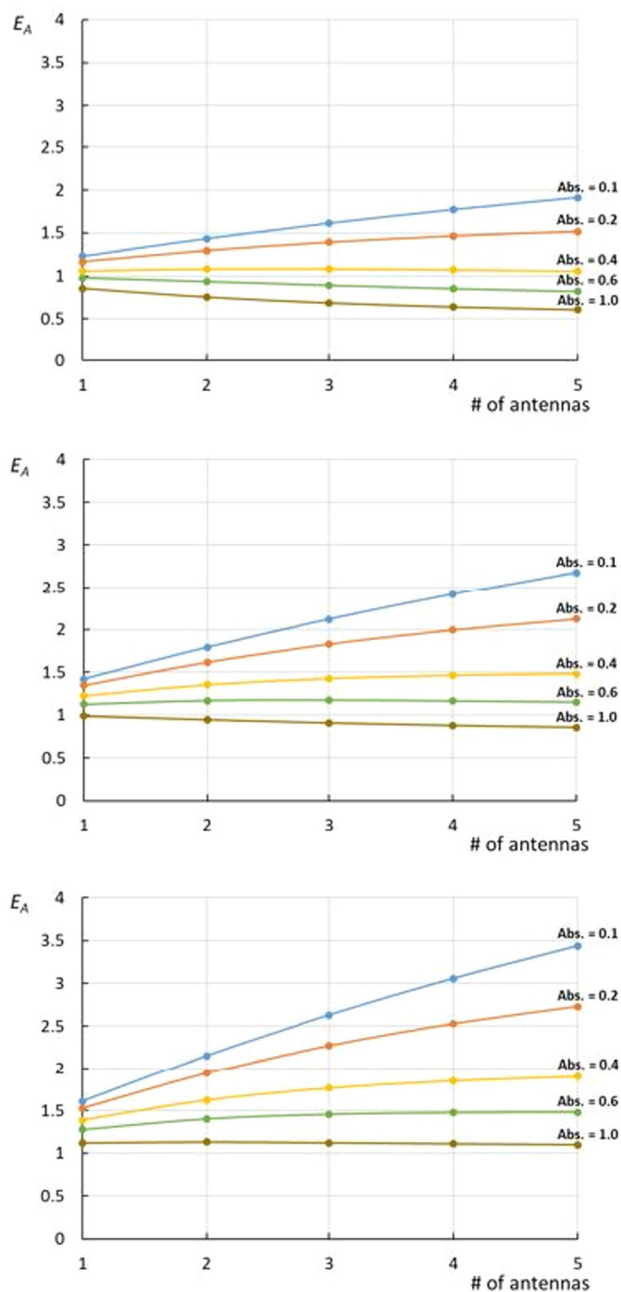 E_A
4
3.5
3
2.5
2
1.5
1
0.5
0
Abs. = 0.1
Abs. = 0.2
Abs. = 0.4
Abs. = 0.6
Abs. = 1.0
1 2 3 4 5
# of antennas
E_A
4
3.5
3
2.5
2
1.5
1
0.5
0
Abs. = 0.1
Abs. = 0.2
Abs. = 0.4
Abs. = 0.6
Abs. = 1.0
1 2 3 4 5
# of antennas
E_A
4
3.5
3
2.5
2
1.5
1
0.5
0
Abs. = 0.1
Abs. = 0.2
Abs. = 0.4
Abs. = 0.6
Abs. = 1.0
1 2 3 4 5
# of antennas